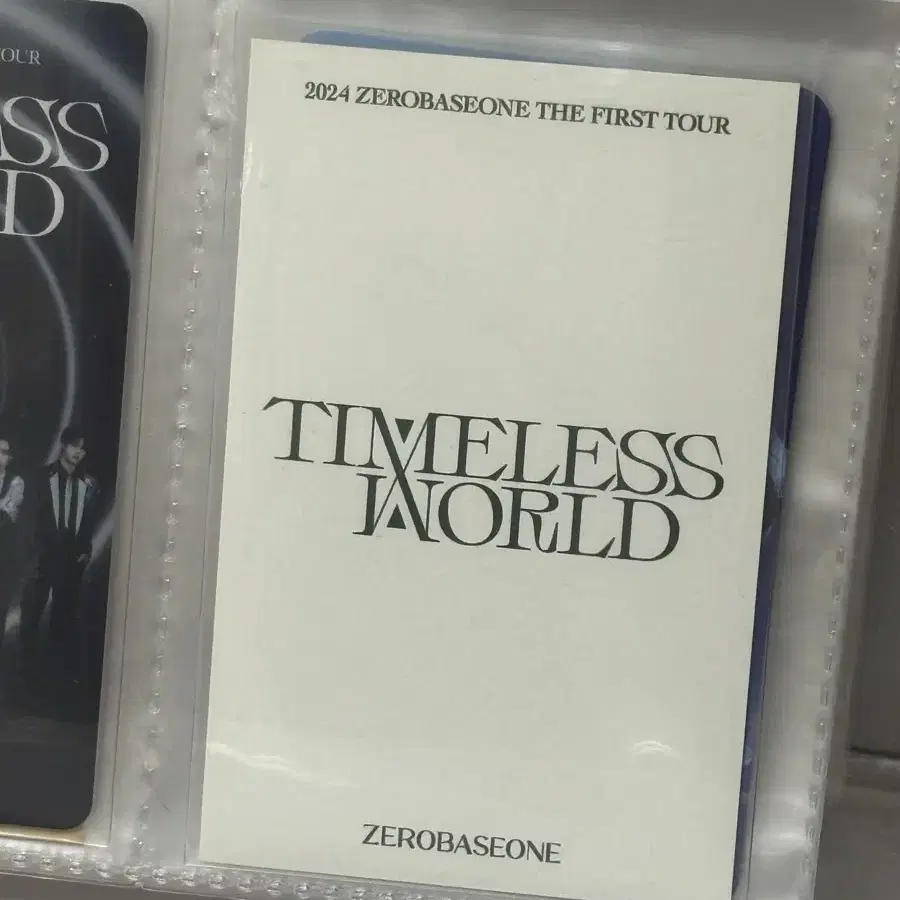 2024 ZEROBASEONE THE FIRST TOUR
TIMELESS
WORLD
ZEROBASEONE